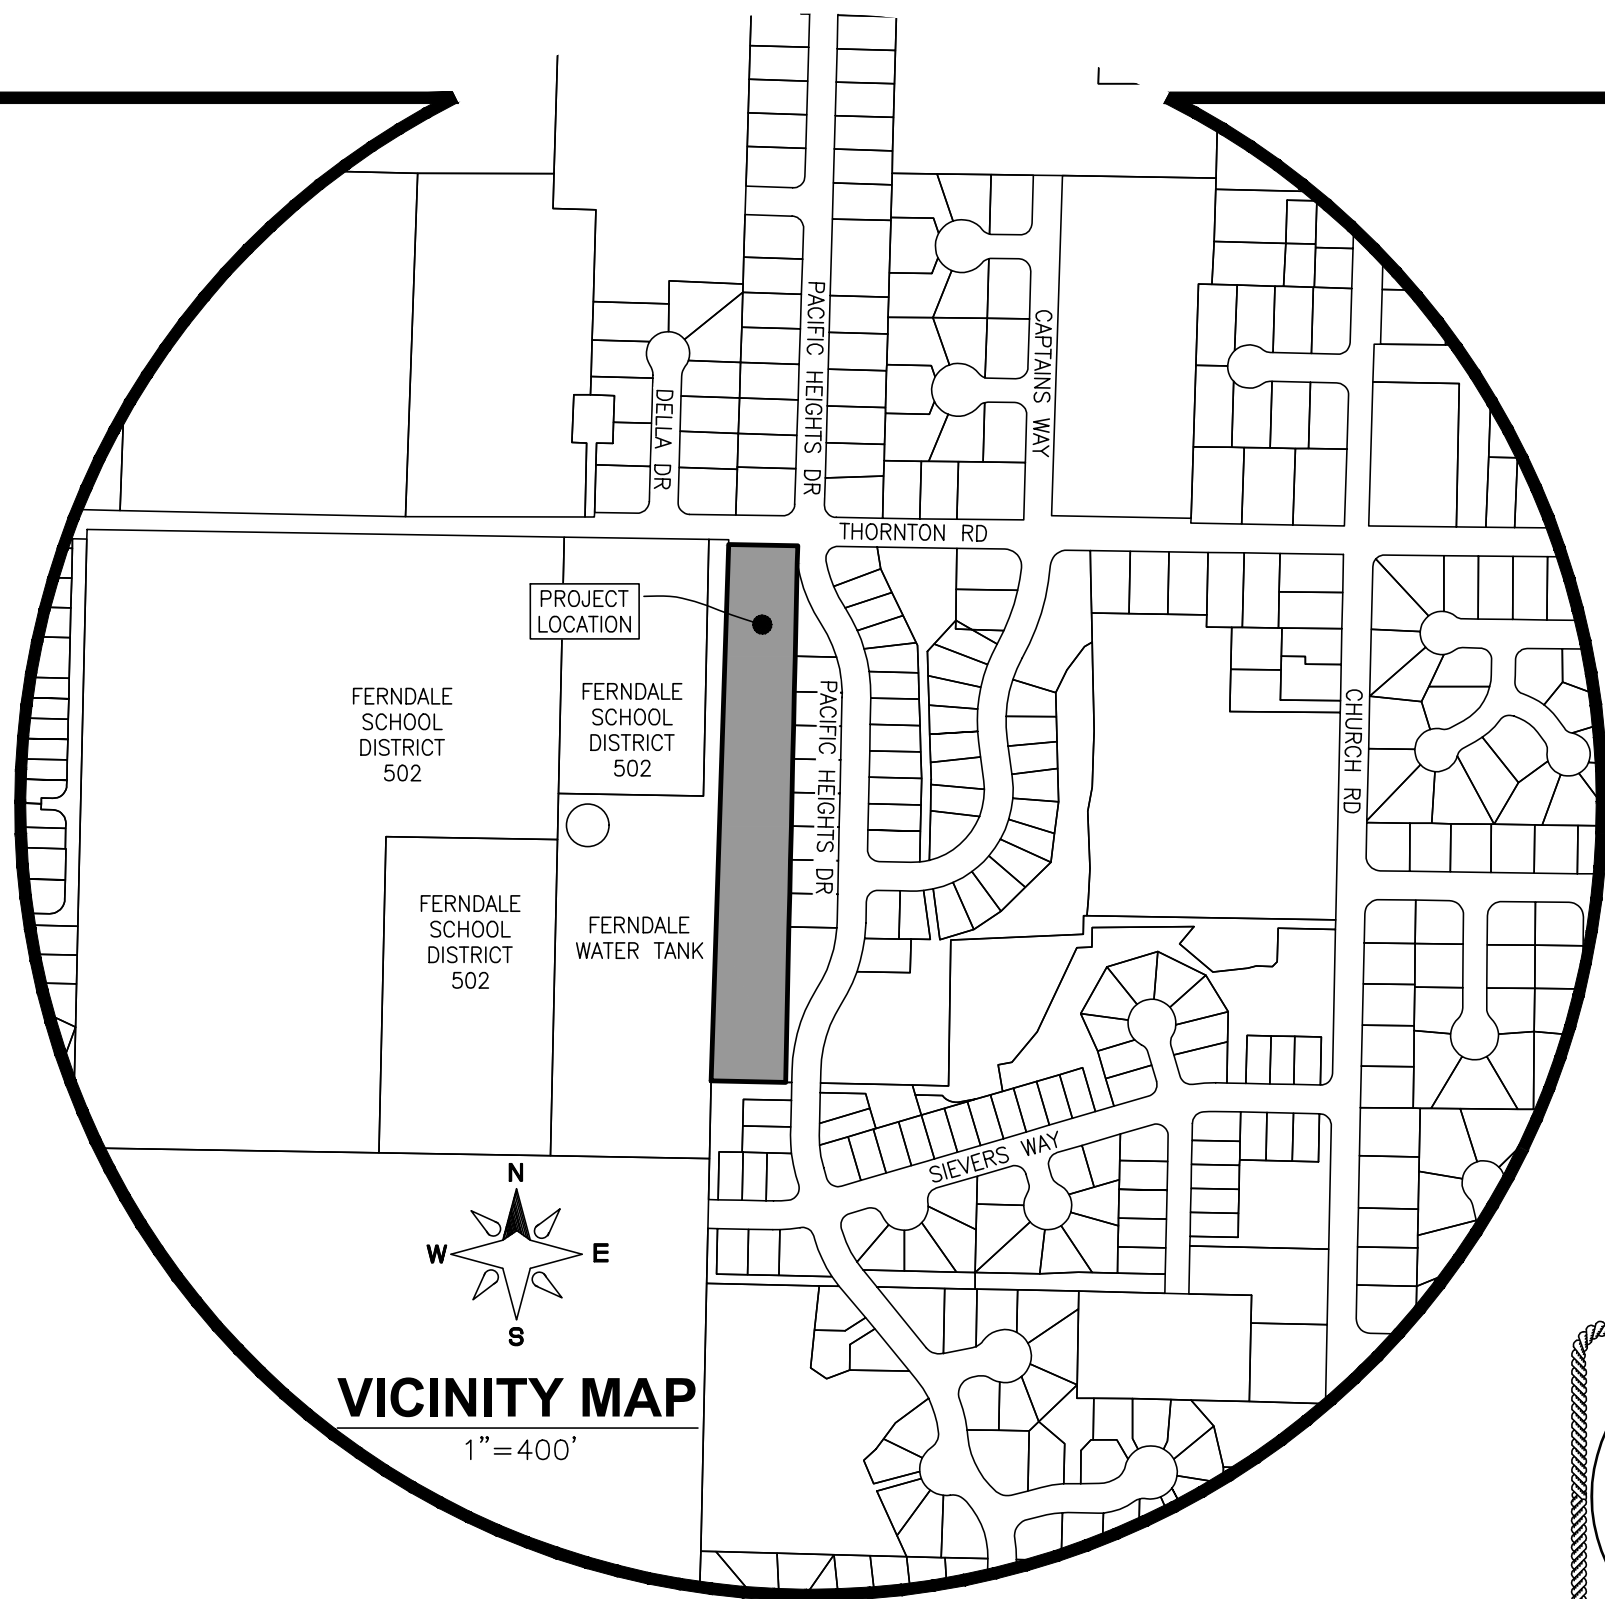 PACIFIC HEIGHTS DR
CAPTAINS WAY
DELLA DR
THORNTON RD
PROJECT
LOCATION
FERNDALE
SCHOOL
DISTRICT
502
FERNDALE
SCHOOL
DISTRICT
502
PACIFIC HEIGHTS DR
CHURCH RD
FERNDALE
SCHOOL
DISTRICT
502
FERNDALE
WATER TANK
SIEVERS WAY
N
W
E
S
VICINITY MAP
1"=400'